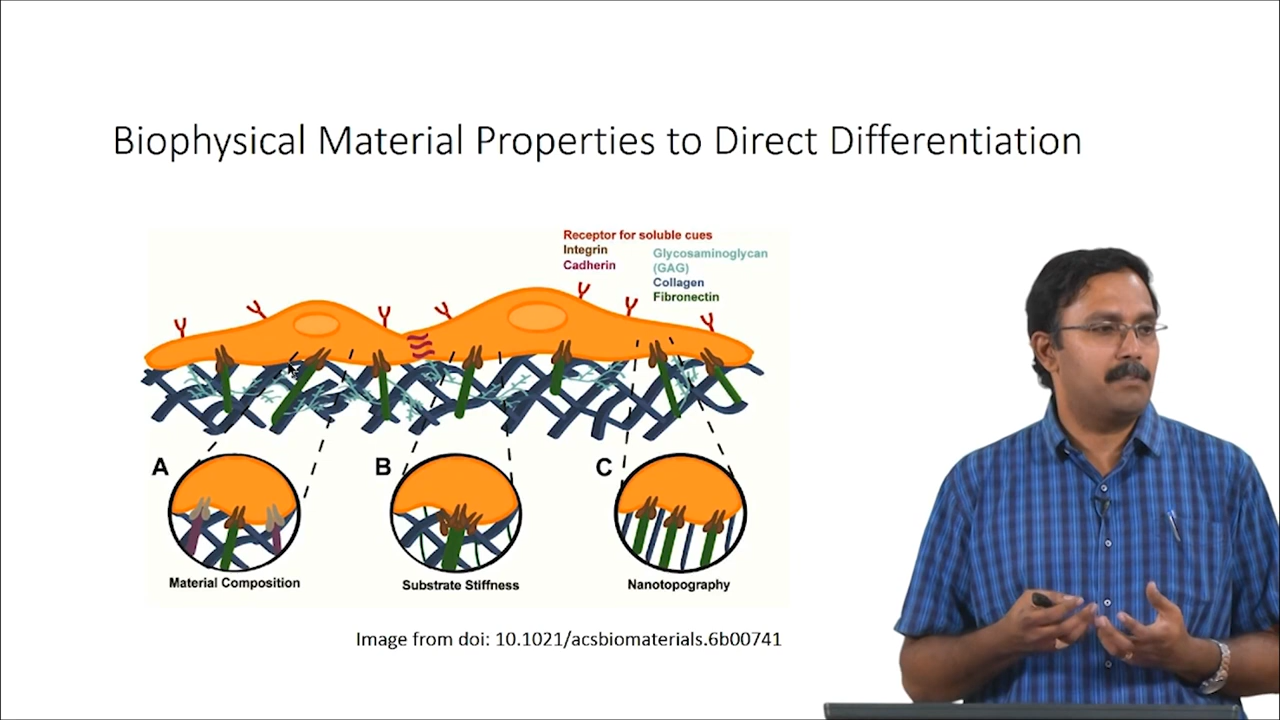 Biophysical Material Properties to Direct Differentiation
Receptor for soluble cues
Integrin
Cadherin
Glycosaminoglycan
(GAG)
Collagen
Fibronectin
A
B
C
Material Composition
Substrate Stiffness
Nanotopography
Image from doi: 10.1021/acsbiomaterials.6b00741